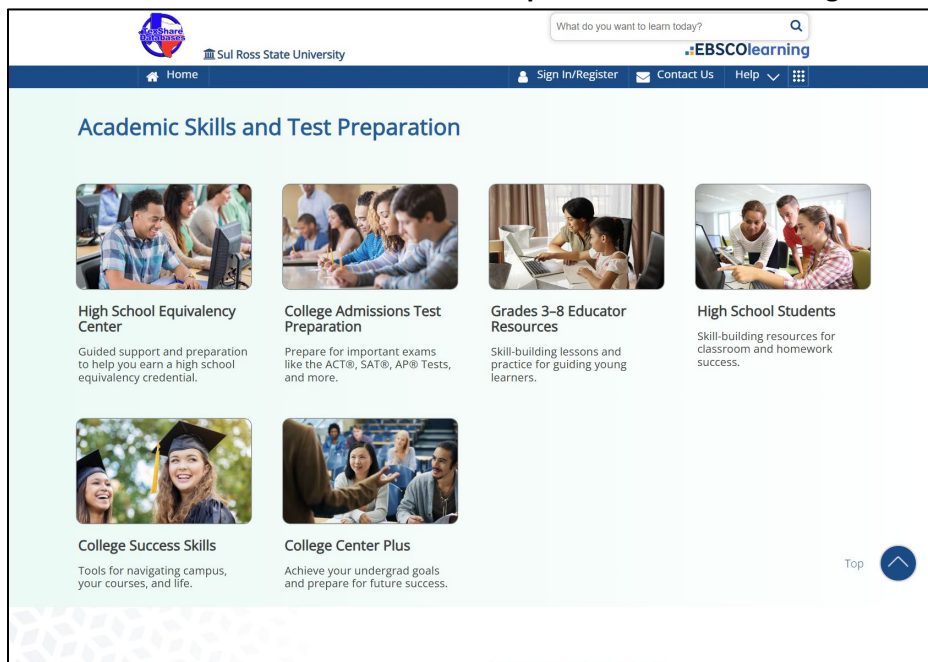 TexShare
Databases
Sul Ross State University
What do you want to learn today?
EBSCOlearning
Home
Sign In/Register
Contact Us
Help
Academic Skills and Test Preparation
High School Equivalency
Center
Guided support and preparation
to help you earn a high school
equivalency credential.
College Admissions Test
Preparation
Prepare for important exams
like the ACT®, SAT®, AP® Tests,
and more.
Grades 3–8 Educator
Resources
Skill-building lessons and
practice for guiding young
learners.
High School Students
Skill-building resources for
classroom and homework
success.
College Success Skills
Tools for navigating campus,
your courses, and life.
College Center Plus
Achieve your undergrad goals
and prepare for future success.
Top